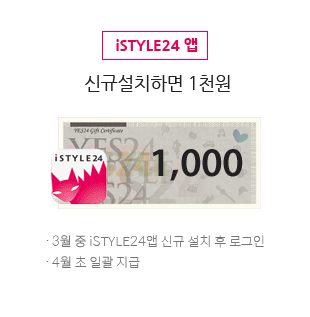 iSTYLE24 앱
신규설치하면 1천원
YES24 Gift Certificate
YES24
iSTYLE24
1,000
YES24
· 3월 중 iSTYLE24앱 신규 설치 후 로그인
· 4월 초 일괄 지급